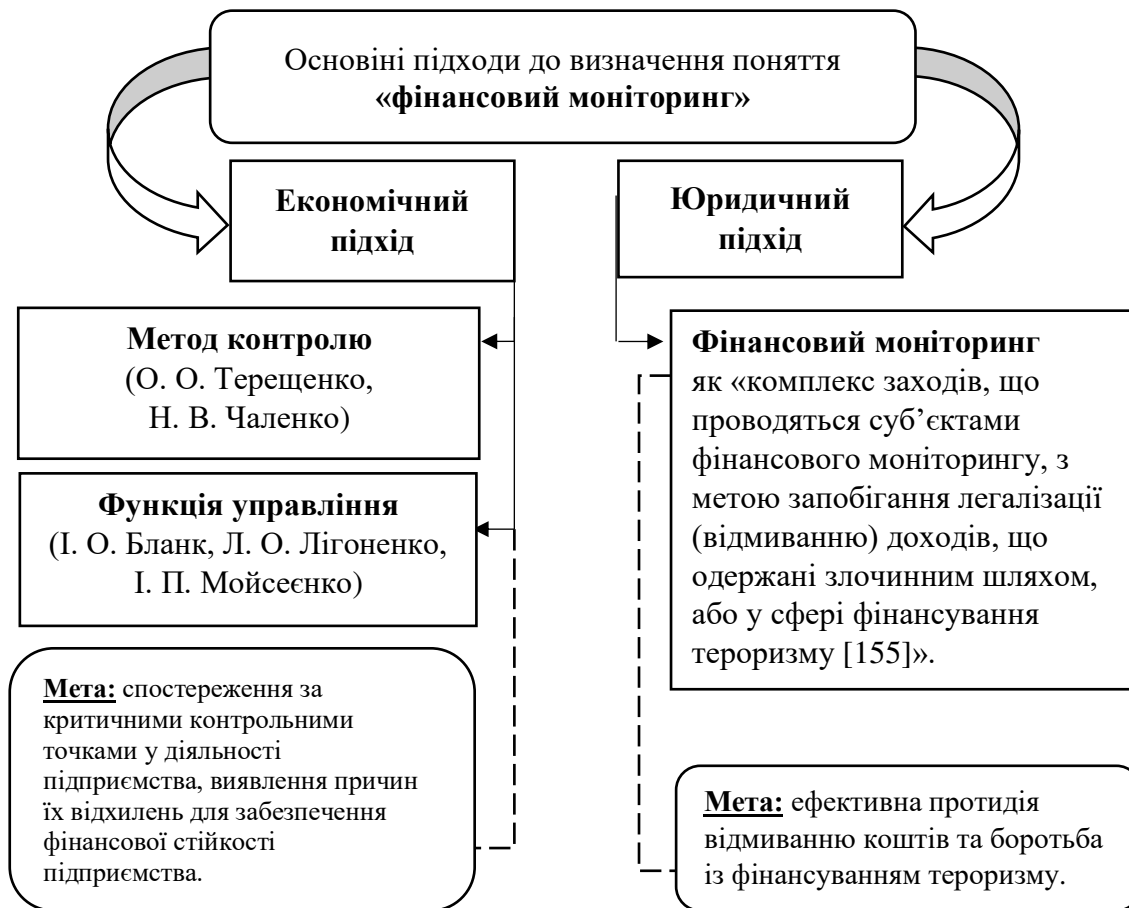 Основіні підходи до визначення поняття
«фінансовий моніторинг»
Економічний
підхід
Юридичний
підхід
Метод контролю
(О. О. Терещенко,
Н. В. Чаленко)
Функція управління
(І. О. Бланк, Л. О. Лігоненко,
І. П. Мойсеєнко)
Мета: спостереження за
критичними контрольними
точками у діяльності
підприємства, виявлення причин
їх відхилень для забезпечення
фінансової стійкості
підприємства.
Фінансовий моніторинг
як «комплекс заходів, що
проводяться суб’єктами
фінансового моніторингу, з
метою запобігання легалізації
(відмиванню) доходів, що
одержані злочинним шляхом,
або у сфері фінансування
тероризму [155]».
Мета: ефективна протидія
відмиванню коштів та боротьба
із фінансуванням тероризму.